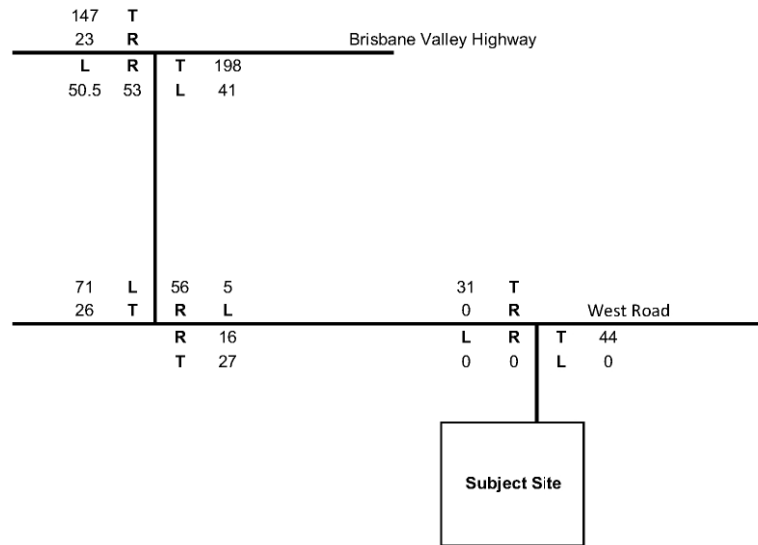 147 T
23 R Brisbane Valley Highway
L R T 198
50.5 53 L 41
71 L 56 5 31 T
26 T R L 0 R West Road
R 16 L R T 44
T 27 0 0 L 0
Subject Site